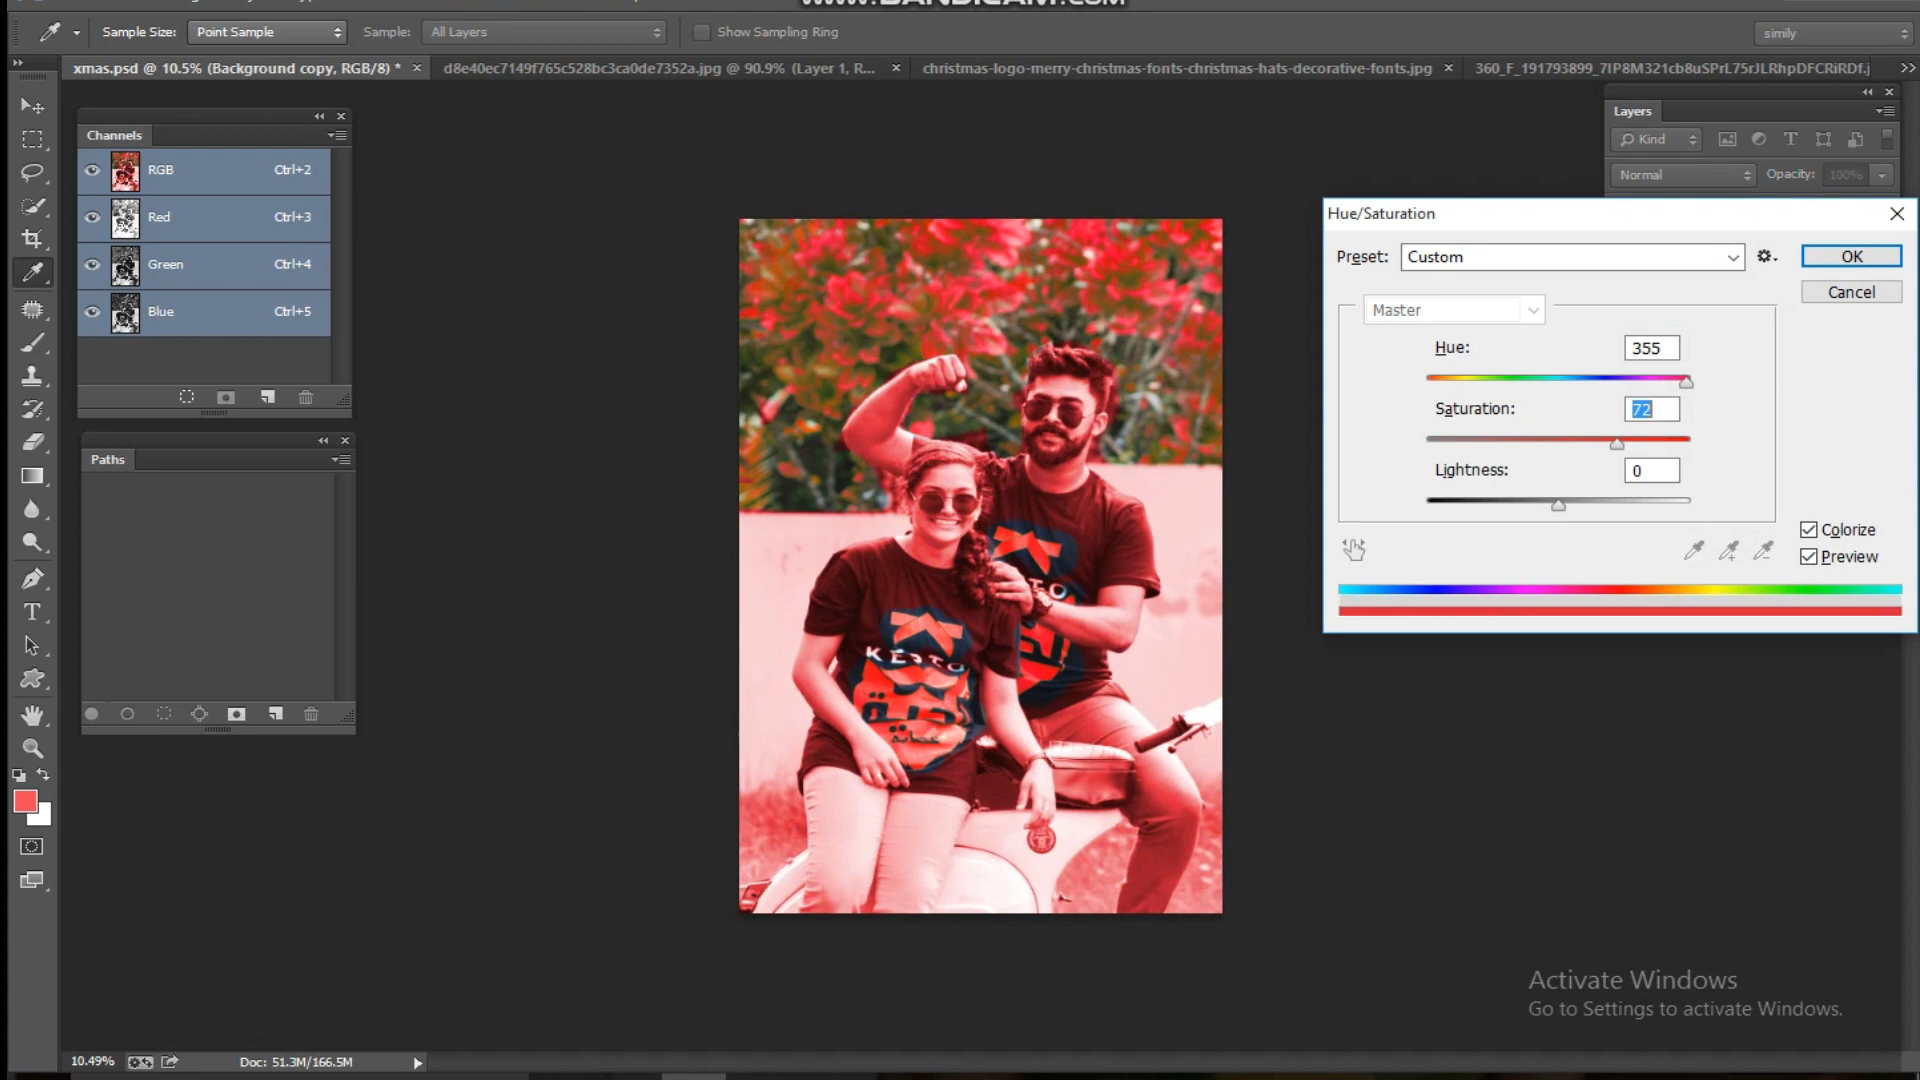 www.BANDICAM.com
Sample Size: Point Sample Sample: All Layers Show Sampling Ring simily
xmas.psd @ 10.5% (Background copy, RGB/8) * × d8e40ec7149f765c528bc3ca0de7352a.jpg @ 90.9% (Layer 1, R... × christmas-logo-merry-christmas-fonts-christmas-hats-decorative-fonts.jpg × 360_F_191793899_7IP8M321cb8uSPrL75rJLRhpDFCRiRDf.j
Channels
RGB Ctrl+2
Red Ctrl+3
Green Ctrl+4
Blue Ctrl+5
Paths
Layers
Kind
Normal Opacity: 100%
Hue/Saturation
Preset: Custom OK
Cancel
Master
Hue: 355
Saturation: 72
Lightness: 0
Colorize
Preview
Activate Windows
Go to Settings to activate Windows.
10.49% Doc: 51.3M/166.5M